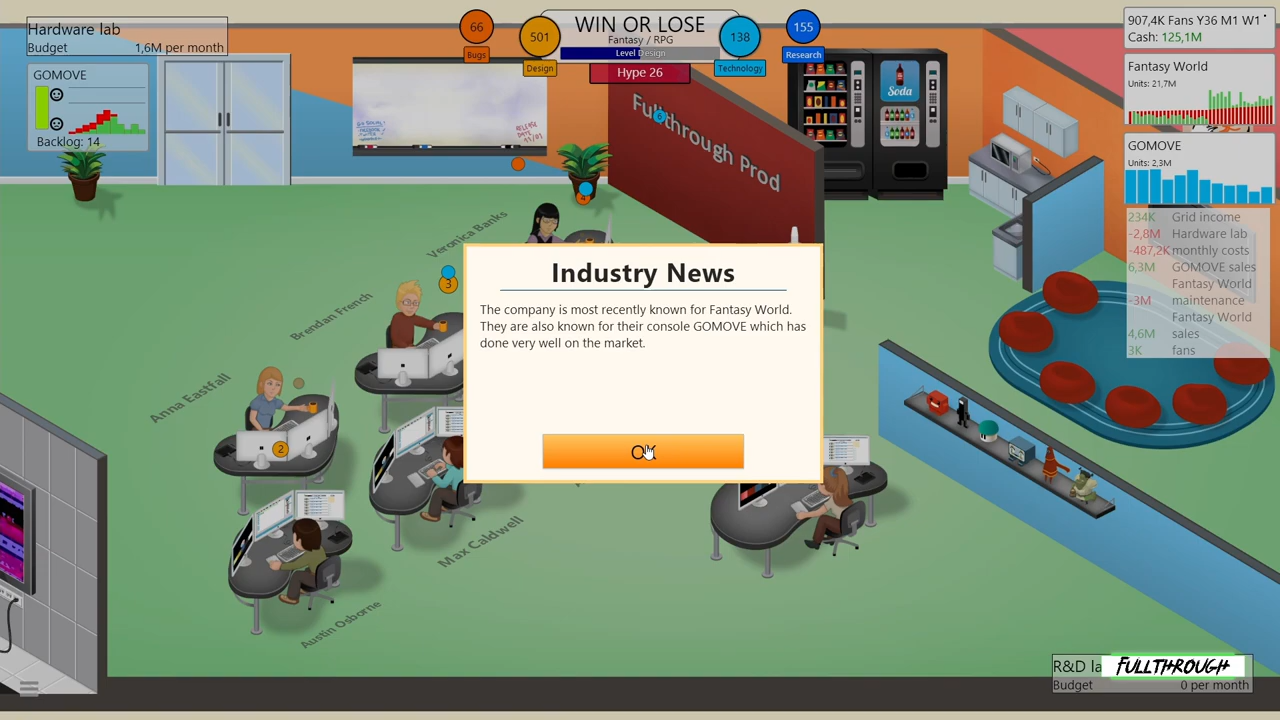 Hardware lab
Budget 1,6M per month
GOMOVE
Backlog: 14
66
Bugs
501
Design
WIN OR LOSE
Fantasy / RPG
Level Design
Hype 26
138
Technology
155
Research
907,4K Fans Y36 M1 W1
Cash: 125,1M
Fantasy World
Units: 21,7M
GOMOVE
Units: 2,3M
234K Grid income
-2,8M Hardware lab
-487,2K monthly costs
6,3M GOMOVE sales
Fantasy World
-3M maintenance
Fantasy World
4,6M sales
3K fans
Fullthrough Prod
Soda
RELEASE
DATE
Veronica Banks
Brendan French
Anna Eastfall
Max Caldwell
Austin Osborne
4
3
2
Industry News
The company is most recently known for Fantasy World.
They are also known for their console GOMOVE which has
done very well on the market.
OK
R&D la
FULLTHROUGH
Budget 0 per month